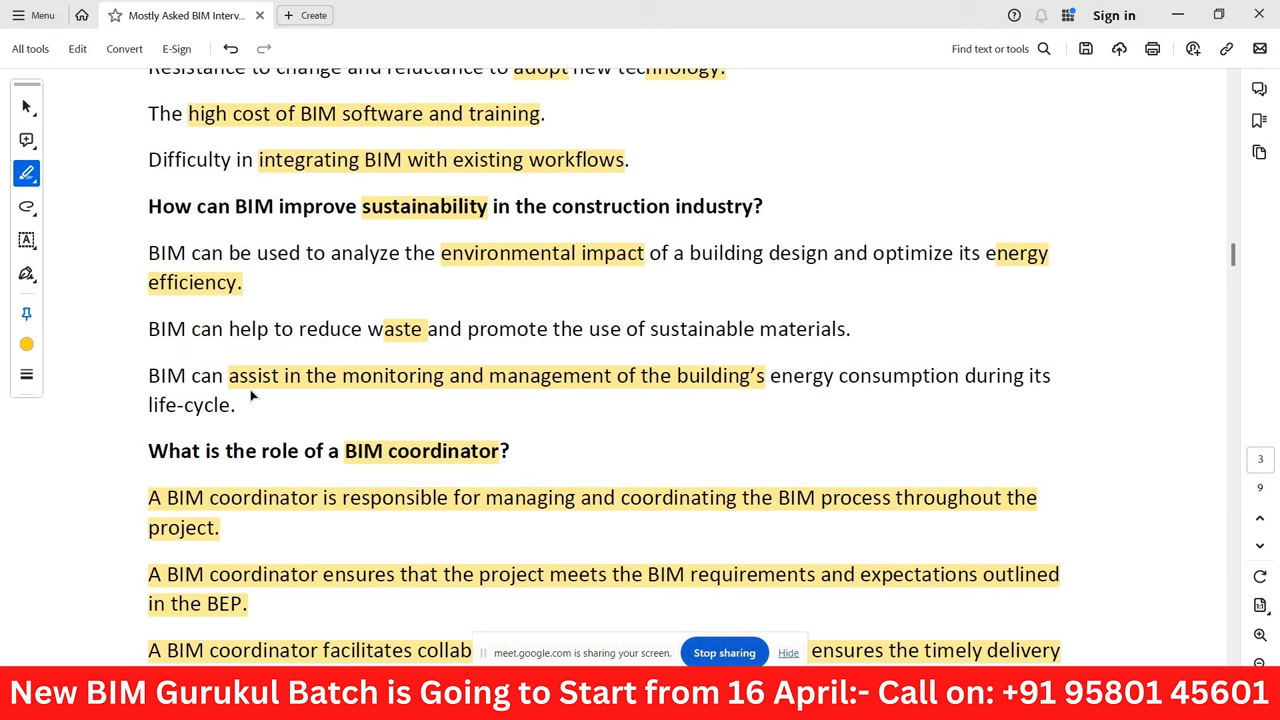 Menu
Mostly Asked BIM Interv...
Create
Sign in
All tools
Edit
Convert
E-Sign
Find text or tools
Resistance to change and reluctance to adopt new technology.
The high cost of BIM software and training.
Difficulty in integrating BIM with existing workflows.
How can BIM improve sustainability in the construction industry?
BIM can be used to analyze the environmental impact of a building design and optimize its energy
efficiency.
BIM can help to reduce waste and promote the use of sustainable materials.
BIM can assist in the monitoring and management of the building’s energy consumption during its
life-cycle.
What is the role of a BIM coordinator?
3
9
A BIM coordinator is responsible for managing and coordinating the BIM process throughout the
project.
A BIM coordinator ensures that the project meets the BIM requirements and expectations outlined
in the BEP.
A BIM coordinator facilitates collab
ensures the timely delivery
meet.google.com is sharing your screen.
Stop sharing
Hide
New BIM Gurukul Batch is Going to Start from 16 April:- Call on: +91 95801 45601